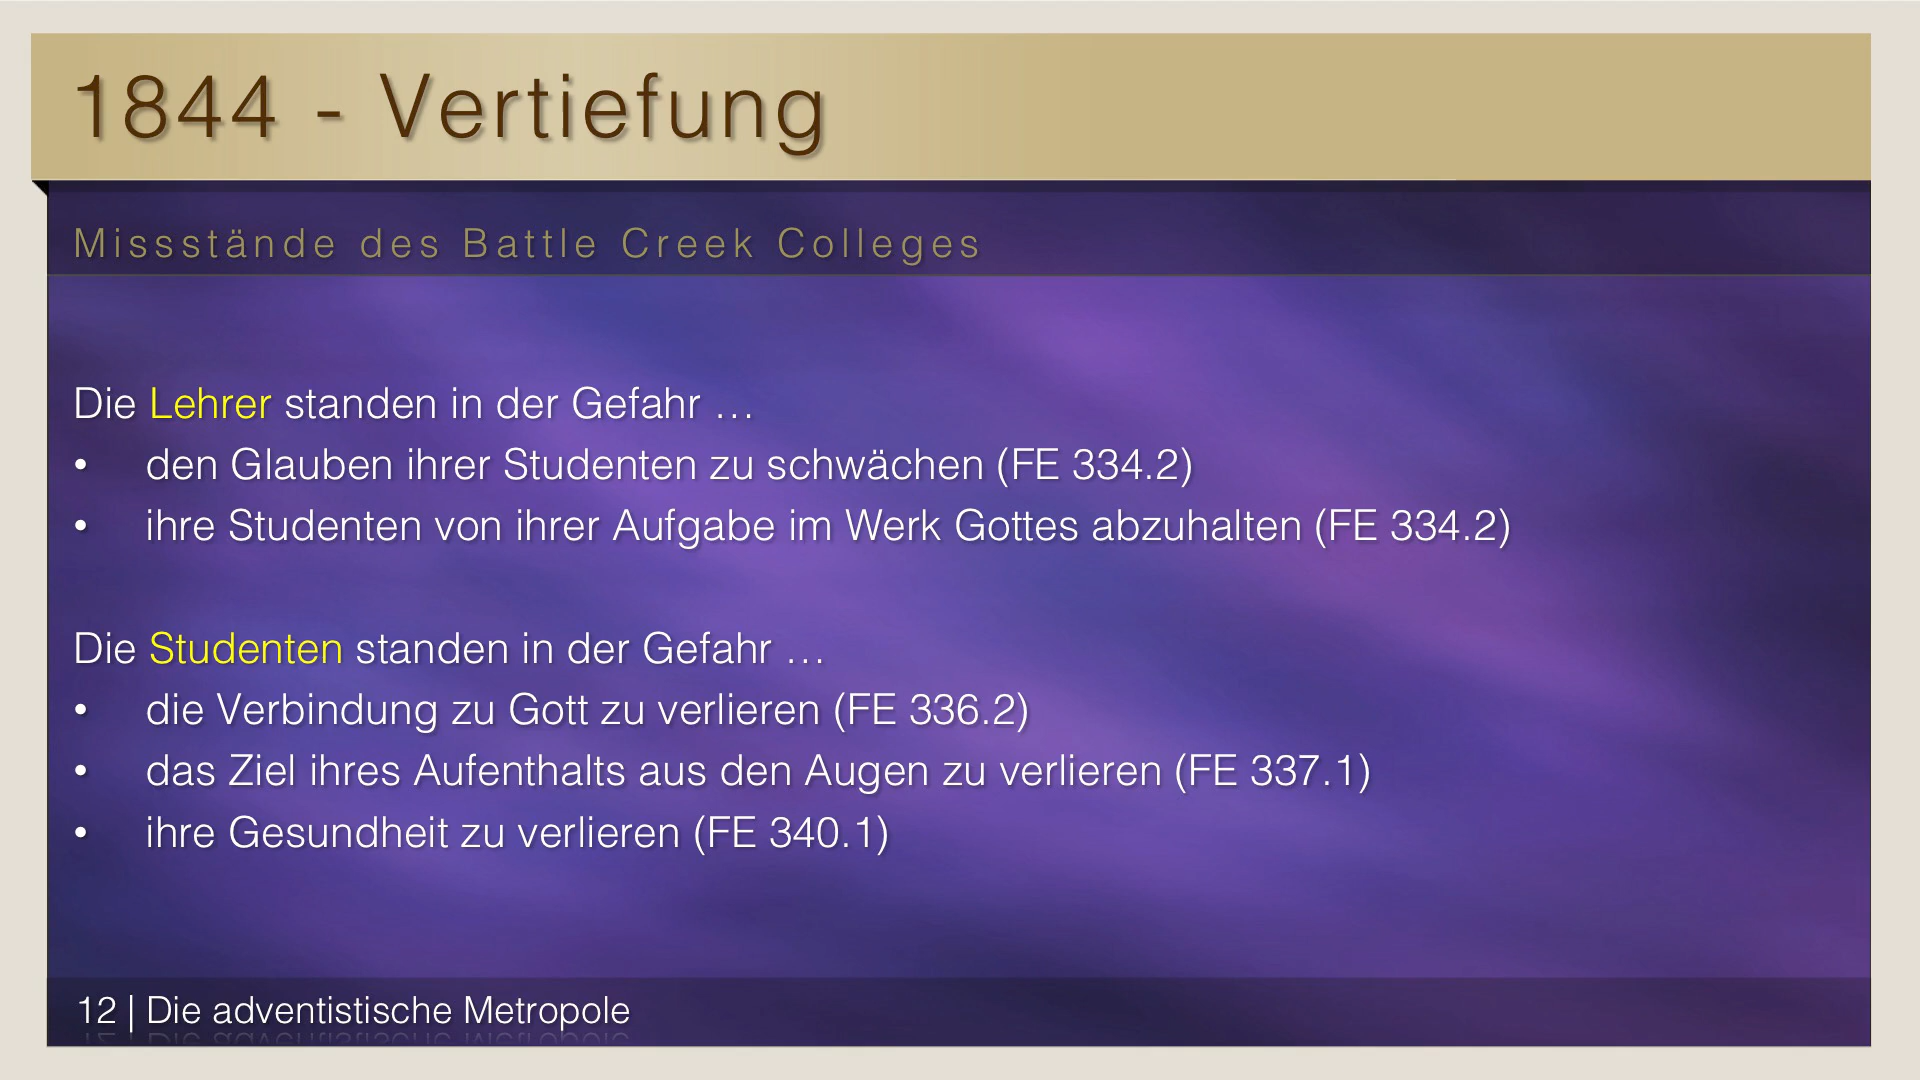 1844 - Vertiefung
Missstände des Battle Creek Colleges
Die Lehrer standen in der Gefahr …
• den Glauben ihrer Studenten zu schwächen (FE 334.2)
• ihre Studenten von ihrer Aufgabe im Werk Gottes abzuhalten (FE 334.2)
Die Studenten standen in der Gefahr …
• die Verbindung zu Gott zu verlieren (FE 336.2)
• das Ziel ihres Aufenthalts aus den Augen zu verlieren (FE 337.1)
• ihre Gesundheit zu verlieren (FE 340.1)
12 | Die adventistische Metropole